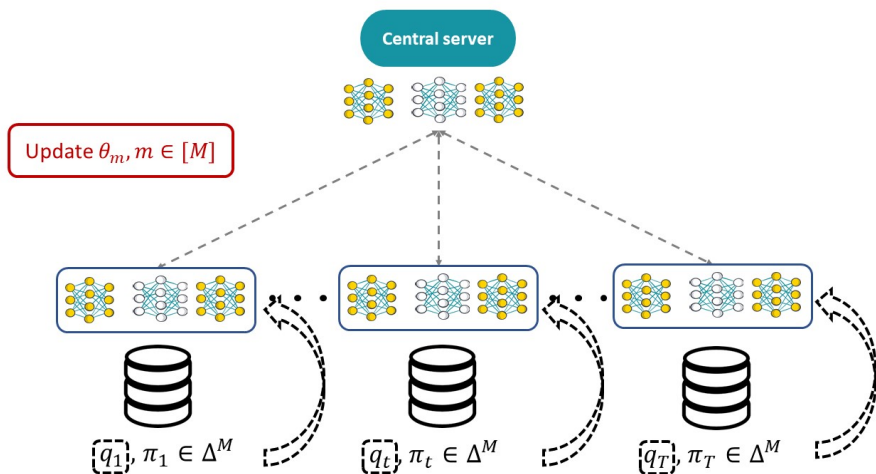 Central server
Update θ_m, m ∈ [M]
. . . . .
q_1, π_1 ∈ Δ^M
q_t, π_t ∈ Δ^M
q_T, π_T ∈ Δ^M